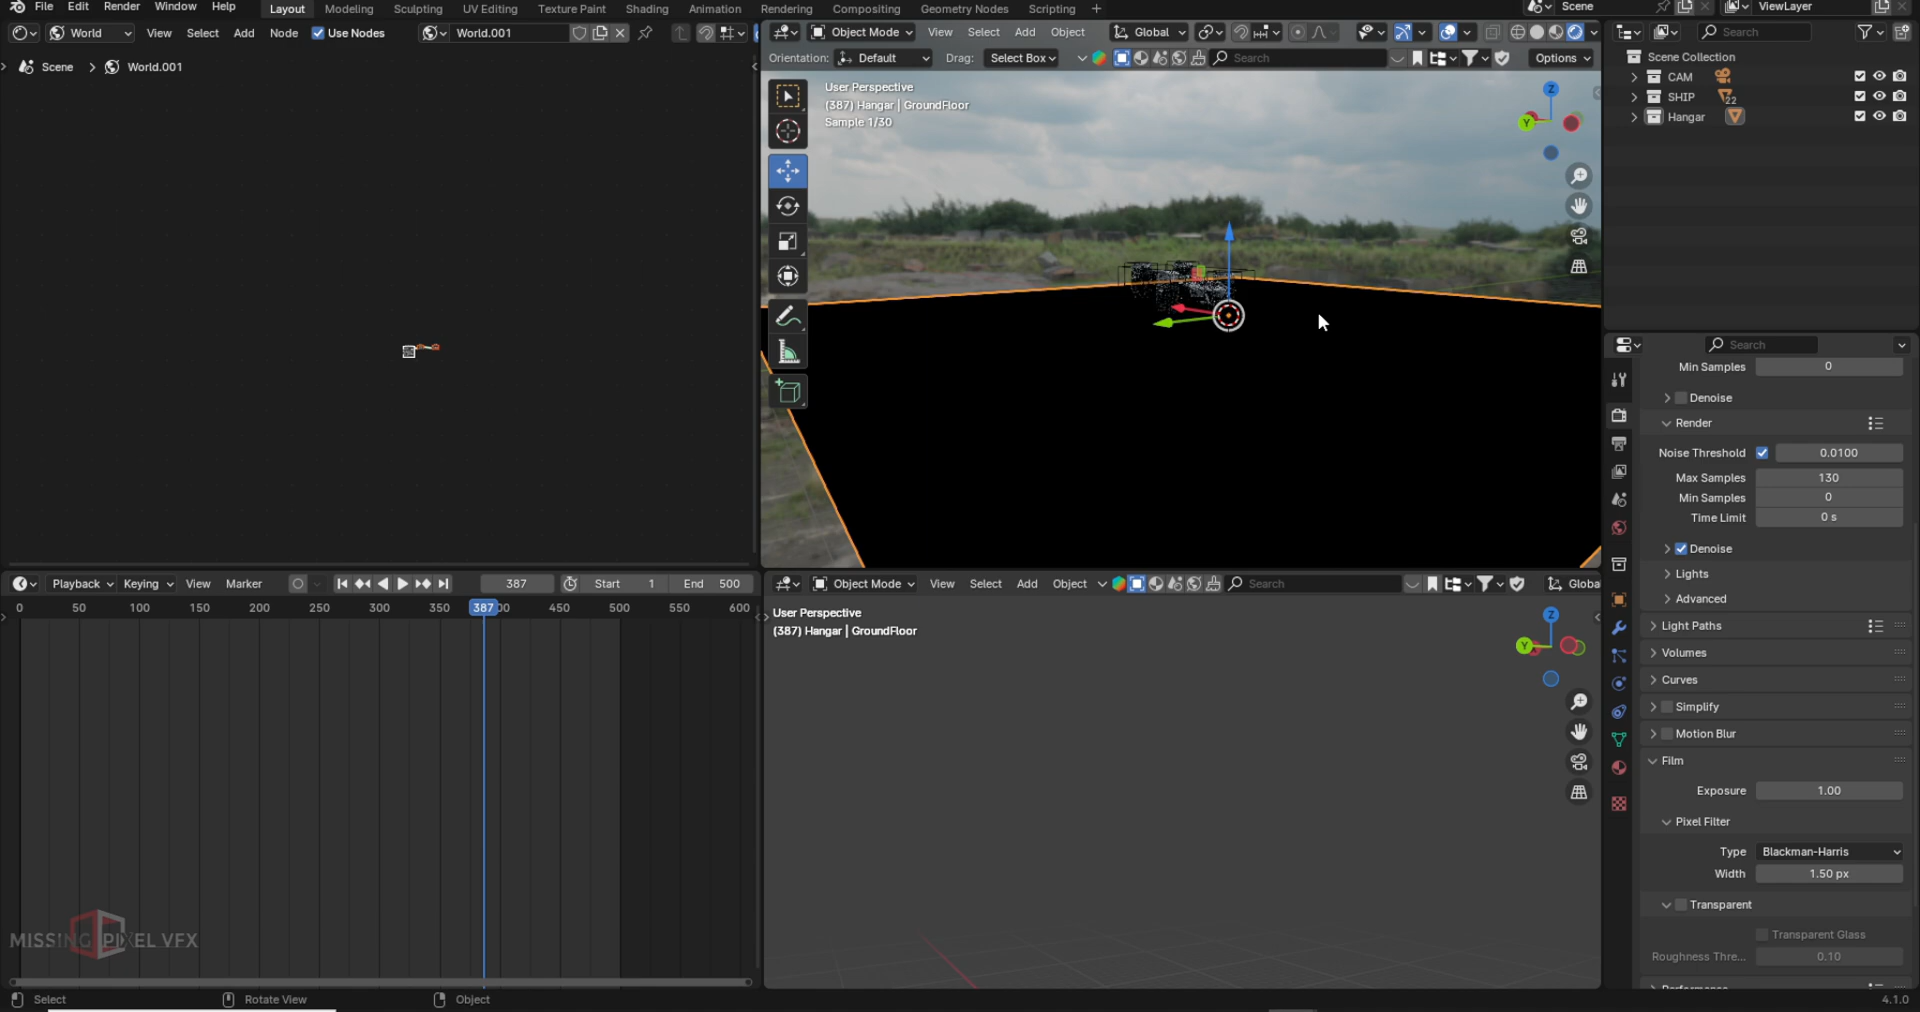 File Edit Render Window Help Layout Modeling Sculpting UV Editing Texture Paint Shading Animation Rendering Compositing Geometry Nodes Scripting + Scene ViewLayer
World View Select Add Node Use Nodes World.001
Object Mode View Select Add Object Global
Search
Scene > World.001
Orientation: Default Drag: Select Box Search Options
User Perspective
(387) Hangar | GroundFloor
Sample 1/30
Z
Y
Scene Collection
CAM
SHIP 22
Hangar
Search
Min Samples 0
Denoise
Render
Noise Threshold 0.0100
Max Samples 130
Min Samples 0
Time Limit 0 s
Denoise
Lights
Advanced
Light Paths
Volumes
Curves
Simplify
Motion Blur
Film
Exposure 1.00
Pixel Filter
Type Blackman-Harris
Width 1.50 px
Transparent
Transparent Glass
Roughness Thre... 0.10
Playback Keying View Marker 387 Start 1 End 500
0 50 100 150 200 250 300 350 387 450 500 550 600
Object Mode View Select Add Object Search Globa
User Perspective
(387) Hangar | GroundFloor
Z
Y
MISSING PIXEL VFX
Select Rotate View Object 4.1.0